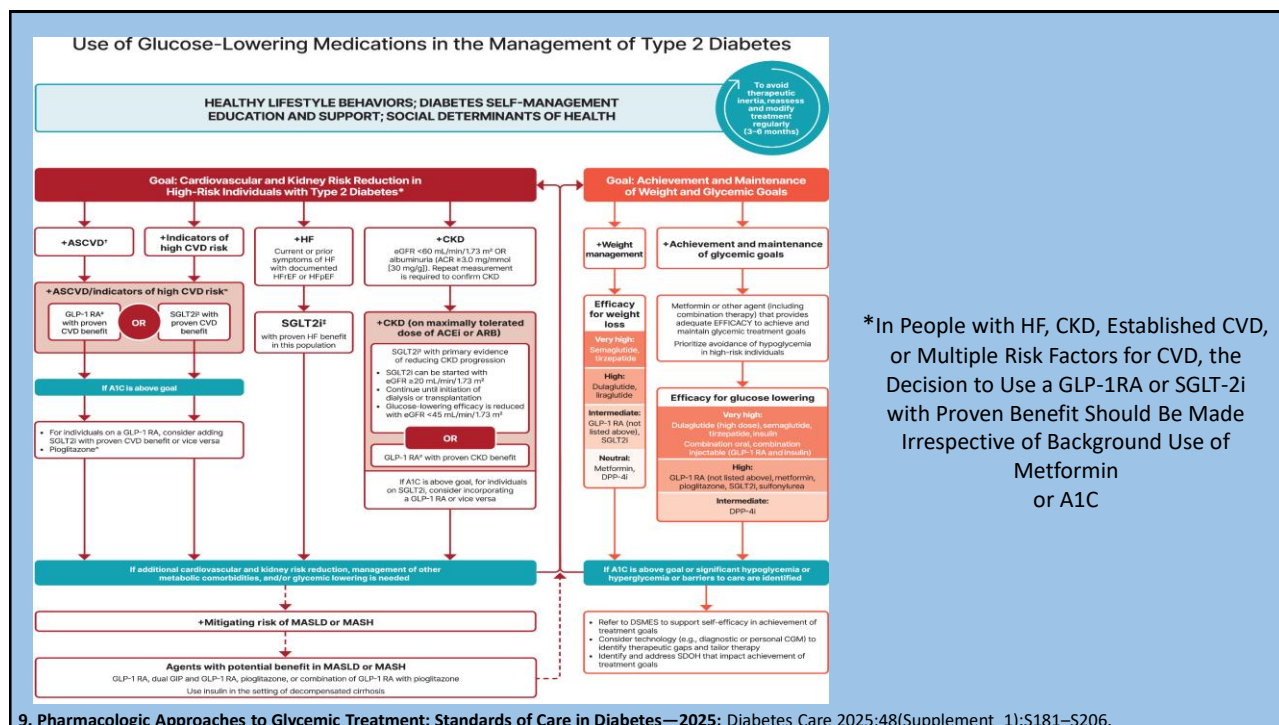 Use of Glucose-Lowering Medications in the Management of Type 2 Diabetes
HEALTHY LIFESTYLE BEHAVIORS; DIABETES SELF-MANAGEMENT
EDUCATION AND SUPPORT; SOCIAL DETERMINANTS OF HEALTH
To avoid
therapeutic
inertia, reassess
and modify
treatment
regularly
(3–6 months)
Goal: Cardiovascular and Kidney Risk Reduction in
High-Risk Individuals with Type 2 Diabetes*
+ASCVD†
+Indicators of
high CVD risk
+HF
Current or prior
symptoms of HF
with documented
HFrEF or HFpEF
+CKD
eGFR <60 mL/min/1.73 m² OR
albuminuria (ACR ≥3.0 mg/mmol
[30 mg/g]). Repeat measurement
is required to confirm CKD
+ASCVD/indicators of high CVD risk
GLP-1 RA
with proven
CVD benefit
OR
SGLT2i
with
proven CVD
benefit
SGLT2i‡
with proven HF benefit
in this population
+CKD (on maximally tolerated
dose of ACEi or ARB)
SGLT2i with primary evidence
of reducing CKD progression
• SGLT2i can be started with
eGFR ≥20 mL/min/1.73 m²
• Continue until initiation of
dialysis or transplantation
• Glucose-lowering efficacy is reduced
with eGFR <45 mL/min/1.73 m²
OR
GLP-1 RA with proven CKD benefit
If A1C is above goal
• For individuals on a GLP-1 RA, consider adding
SGLT2i with proven CVD benefit or vice versa
• Pioglitazone
If A1C is above goal, for individuals
on SGLT2i, consider incorporating
a GLP-1 RA or vice versa
If additional cardiovascular and kidney risk reduction, management of other
metabolic comorbidities, and/or glycemic lowering is needed
+Mitigating risk of MASLD or MASH
Agents with potential benefit in MASLD or MASH
GLP-1 RA, dual GIP and GLP-1 RA, pioglitazone, or combination of GLP-1 RA with pioglitazone
Use insulin in the setting of decompensated cirrhosis
Goal: Achievement and Maintenance
of Weight and Glycemic Goals
+Weight
management
Efficacy
for weight
loss
Very high:
Semaglutide,
tirzepatide
High:
Dulaglutide,
liraglutide
Intermediate:
GLP-1 RA (not
listed above),
SGLT2i
Neutral:
Metformin,
DPP-4i
+Achievement and maintenance
of glycemic goals
Metformin or other agent (including
combination therapy) that provides
adequate EFFICACY to achieve and
maintain glycemic treatment goals
Prioritize avoidance of hypoglycemia
in high-risk individuals
Efficacy for glucose lowering
Very high:
Dulaglutide (high dose), semaglutide,
tirzepatide, insulin
Combination oral, combination
injectable (GLP-1 RA and insulin)
High:
GLP-1 RA (not listed above), metformin,
pioglitazone, SGLT2i, sulfonylurea
Intermediate:
DPP-4i
If A1C is above goal or significant hypoglycemia or
hyperglycemia or barriers to care are identified
• Refer to DSMES to support self-efficacy in achievement of
treatment goals
• Consider technology (e.g., diagnostic or personal CGM) to
identify therapeutic gaps and tailor therapy
• Identify and address SDOH that impact achievement of
treatment goals
*In People with HF, CKD, Established CVD,
or Multiple Risk Factors for CVD, the
Decision to Use a GLP-1RA or SGLT-2i
with Proven Benefit Should Be Made
Irrespective of Background Use of
Metformin
or A1C
9. Pharmacologic Approaches to Glycemic Treatment: Standards of Care in Diabetes—2025: Diabetes Care 2025;48(Supplement_1):S181–S206.